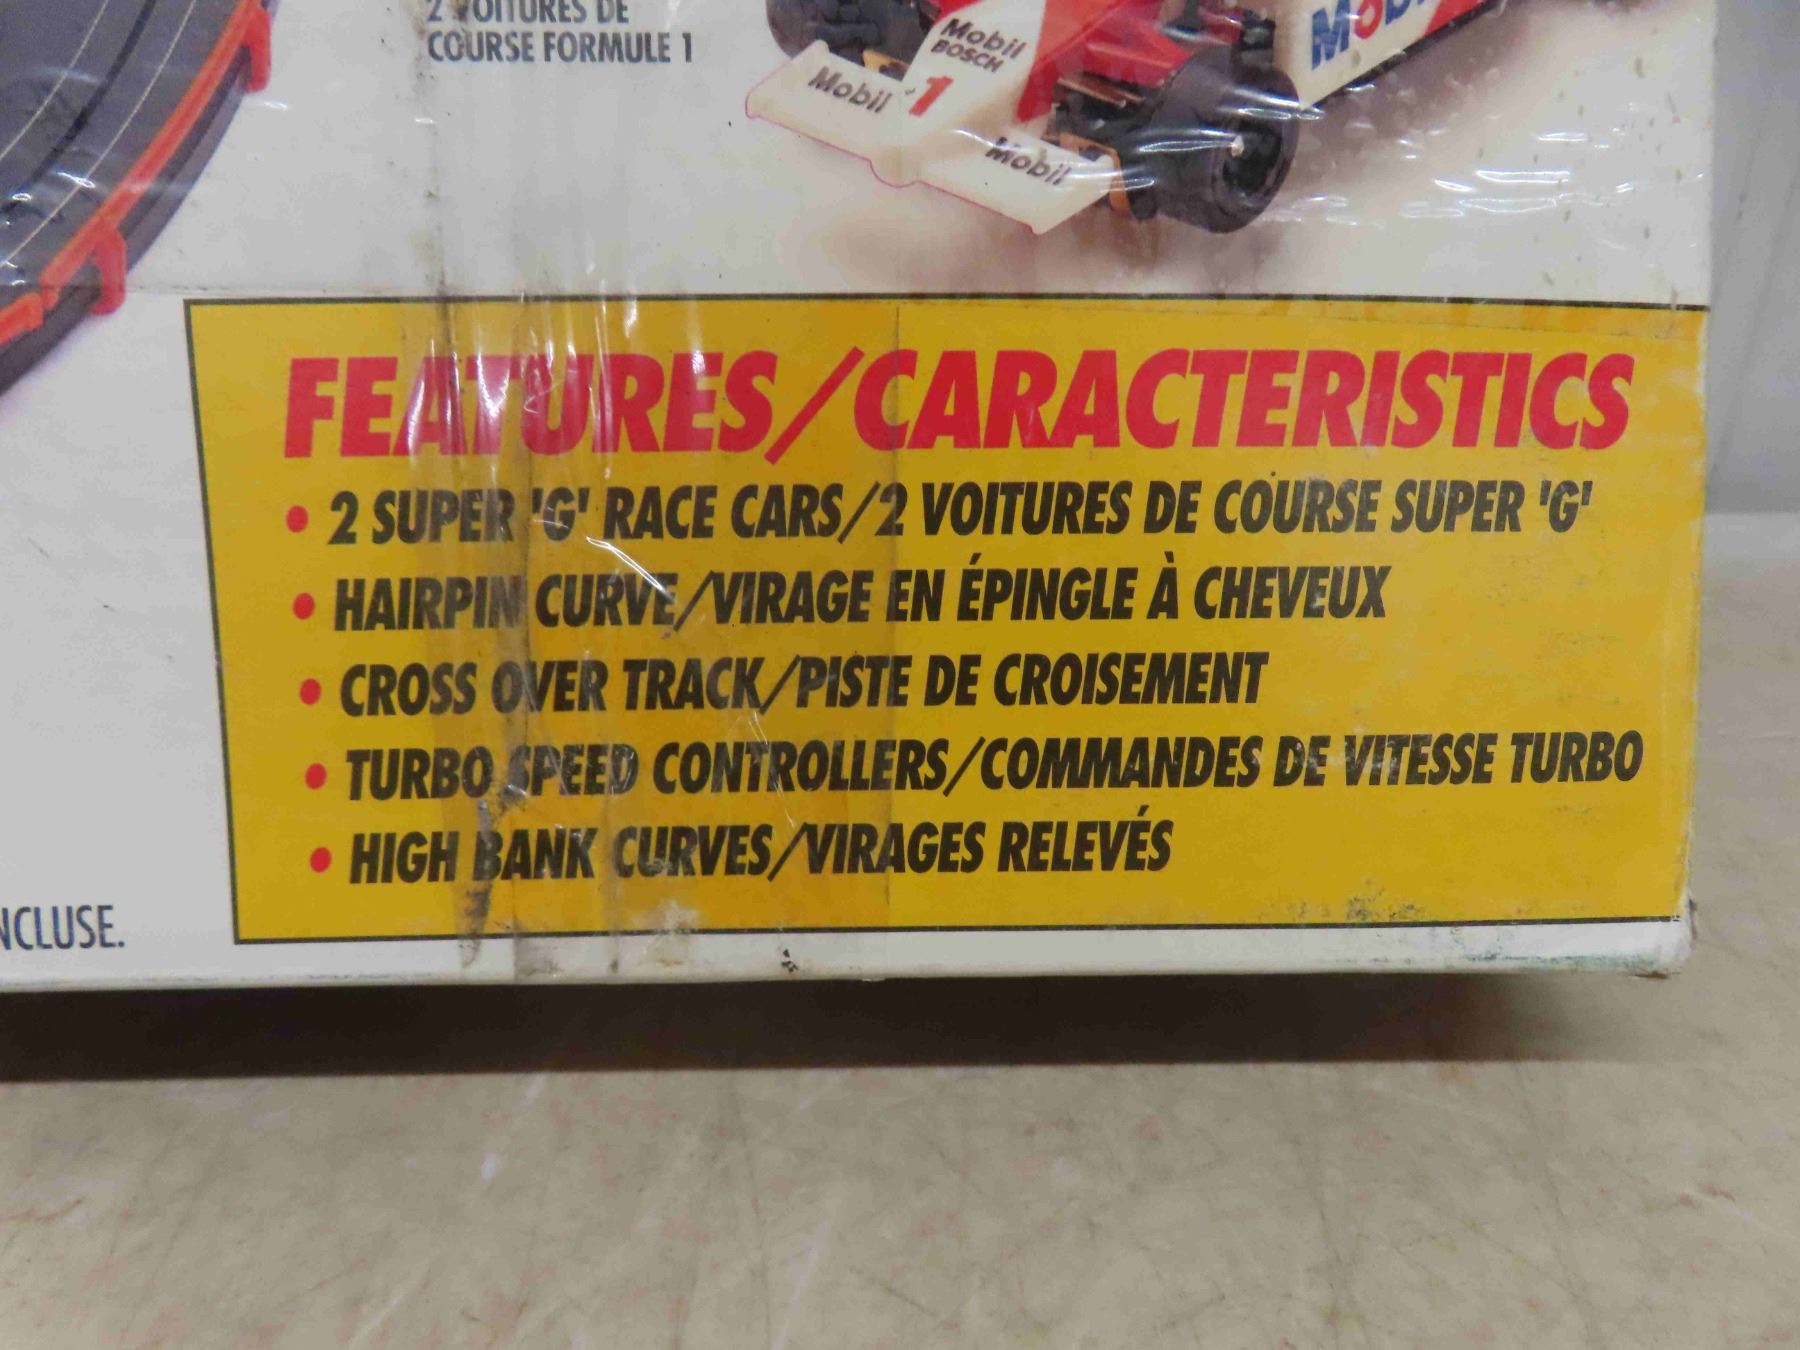 2 VOITURES DE
COURSE FORMULE 1
Mobil
BOSCH
1
Mobil
Mobil
Mobil
FEATURES/CARACTERISTICS
• 2 SUPER 'G' RACE CARS/2 VOITURES DE COURSE SUPER 'G'
• HAIRPIN CURVE/VIRAGE EN ÉPINGLE À CHEVEUX
• CROSS OVER TRACK/PISTE DE CROISEMENT
• TURBO SPEED CONTROLLERS/COMMANDES DE VITESSE TURBO
• HIGH BANK CURVES/VIRAGES RELEVÉS
NCLUSE.